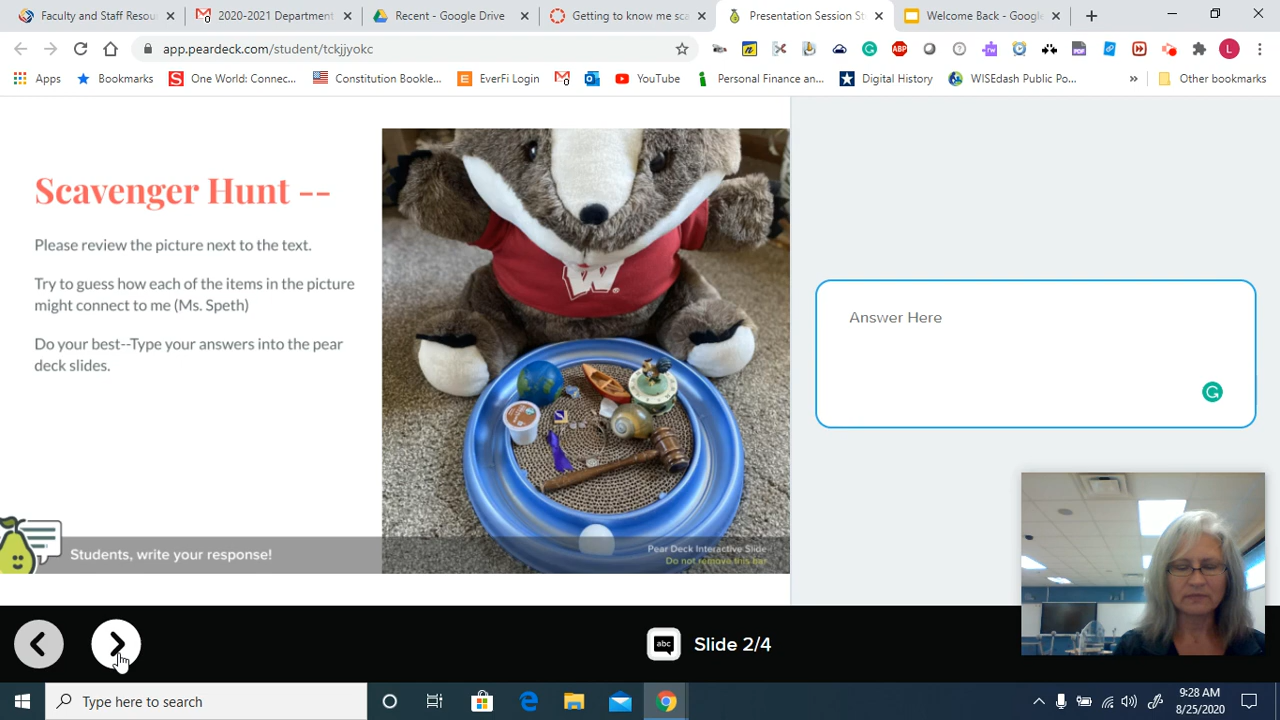 Faculty and Staff Resou
2020-2021 Department
Recent - Google Drive
Getting to know me sca
Presentation Session St
Welcome Back - Google
app.peardeck.com/student/tckjjyokc
ABP
PDF
L
Apps
Bookmarks
One World: Connec...
Constitution Bookle...
EverFi Login
YouTube
Personal Finance an...
Digital History
WISEdash Public Po...
»
Other bookmarks
Scavenger Hunt --
Please review the picture next to the text.
Try to guess how each of the items in the picture
might connect to me (Ms. Speth)
Do your best--Type your answers into the pear
deck slides.
W
Students, write your response!
Pear Deck Interactive Slide
Do not remove this bar
Answer Here
abc
Slide 2/4
Type here to search
9:28 AM
8/25/2020